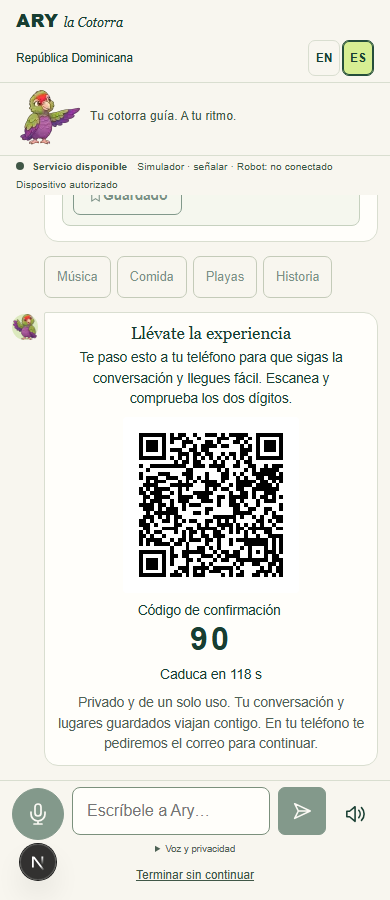 ARY la Cotorra
República Dominicana
EN ES
Tu cotorra guía. A tu ritmo.
Servicio disponible Simulador · señalar · Robot: no conectado
Dispositivo autorizado
Guardado
Música Comida Playas Historia
Llévate la experiencia
Te paso esto a tu teléfono para que sigas la
conversación y llegues fácil. Escanea y
comprueba los dos dígitos.
Código de confirmación
90
Caduca en 118 s
Privado y de un solo uso. Tu conversación y
lugares guardados viajan contigo. En tu teléfono te
pediremos el correo para continuar.
Escríbele a Ary...
N
Voz y privacidad
Terminar sin continuar